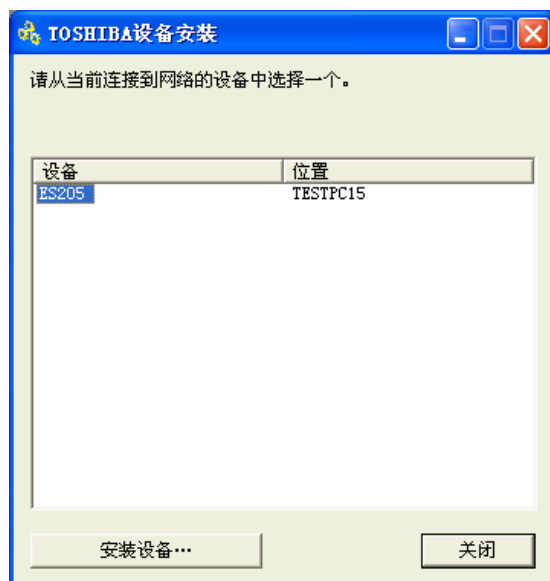 TOSHIBA设备安装
请从当前连接到网络的设备中选择一个。
设备 位置
ES205 TESTPC15
安装设备… 关闭